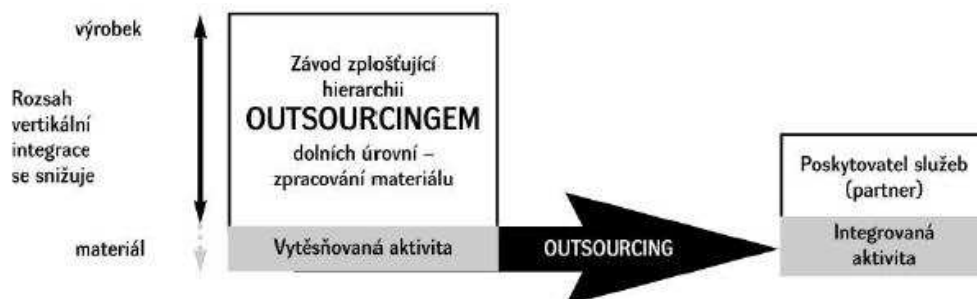 výrobek
Rozsah
vertikální
integrace
se snižuje
materiál
Závod zplošťující
hierarchii
OUTSOURCINGEM
dolních úrovní –
zpracování materiálu
Vytěsňovaná aktivita
OUTSOURCING
Poskytovatel služeb
(partner)
Integrovaná
aktivita